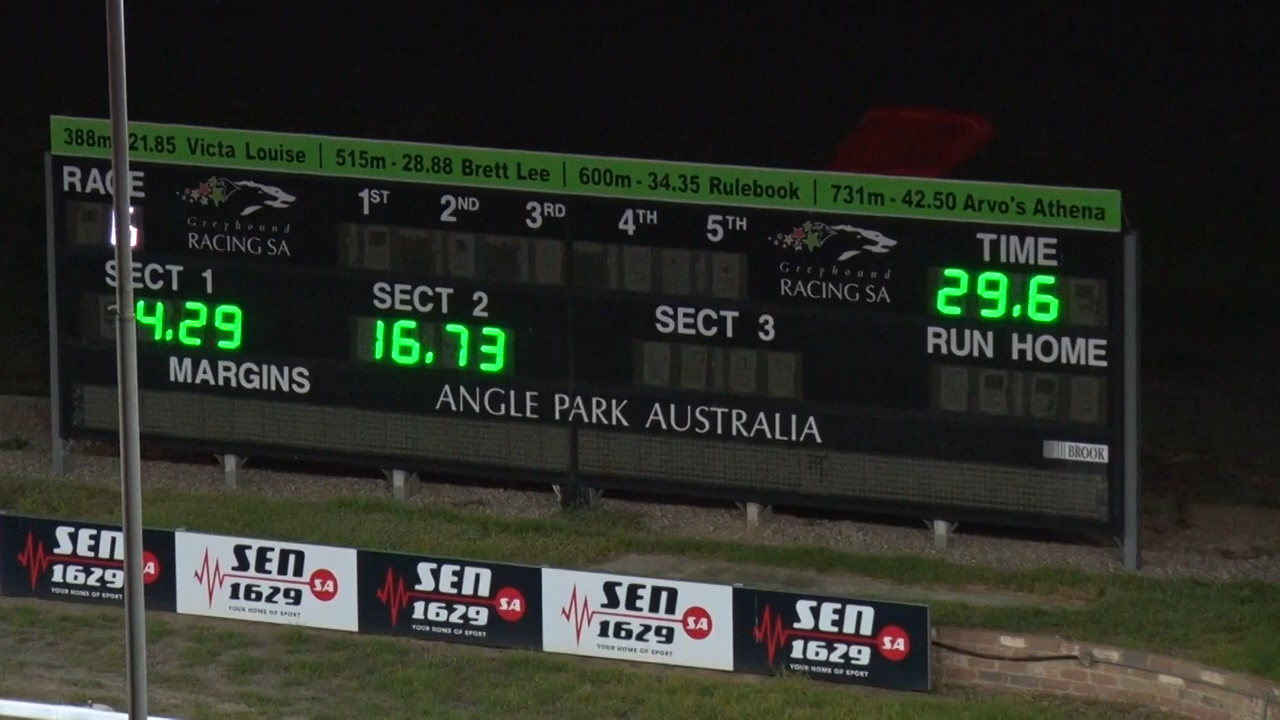 388m 21.85 Victa Louise | 515m - 28.88 Brett Lee | 600m - 34.35 Rulebook | 731m - 42.50 Arvo's Athena
RACE
Greyhound
RACING SA
1ST 2ND 3RD 4TH 5TH
Greyhound
RACING SA
TIME
29.6
SECT 1
4.29
SECT 2
16.73
SECT 3
RUN HOME
MARGINS
ANGLE PARK AUSTRALIA
BROOK
SEN
1629 SA
YOUR HOME OF SPORT
SEN
1629 SA
YOUR HOME OF SPORT
SEN
1629 SA
YOUR HOME OF SPORT
SEN
1629 SA
YOUR HOME OF SPORT
SEN
1629 SA
YOUR HOME OF SPORT